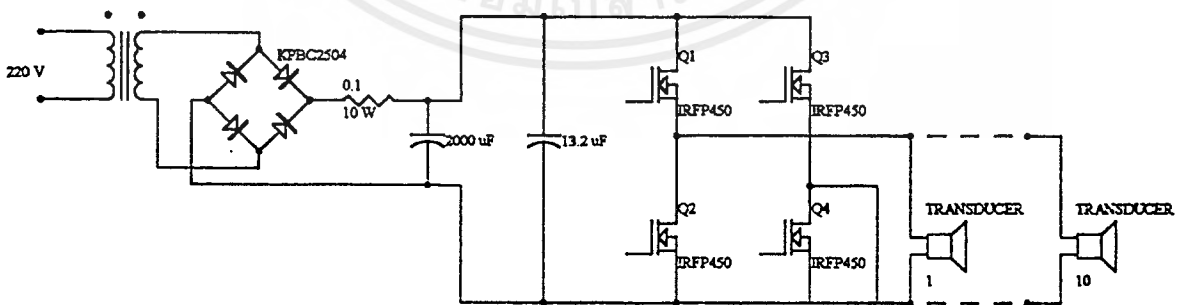 220 V
KPBC2504
0.1
10 W
2000 uF
13.2 uF
Q1
IRFP450
Q3
IRFP450
Q2
IRFP450
Q4
IRFP450
TRANSDUCER
1
TRANSDUCER
10